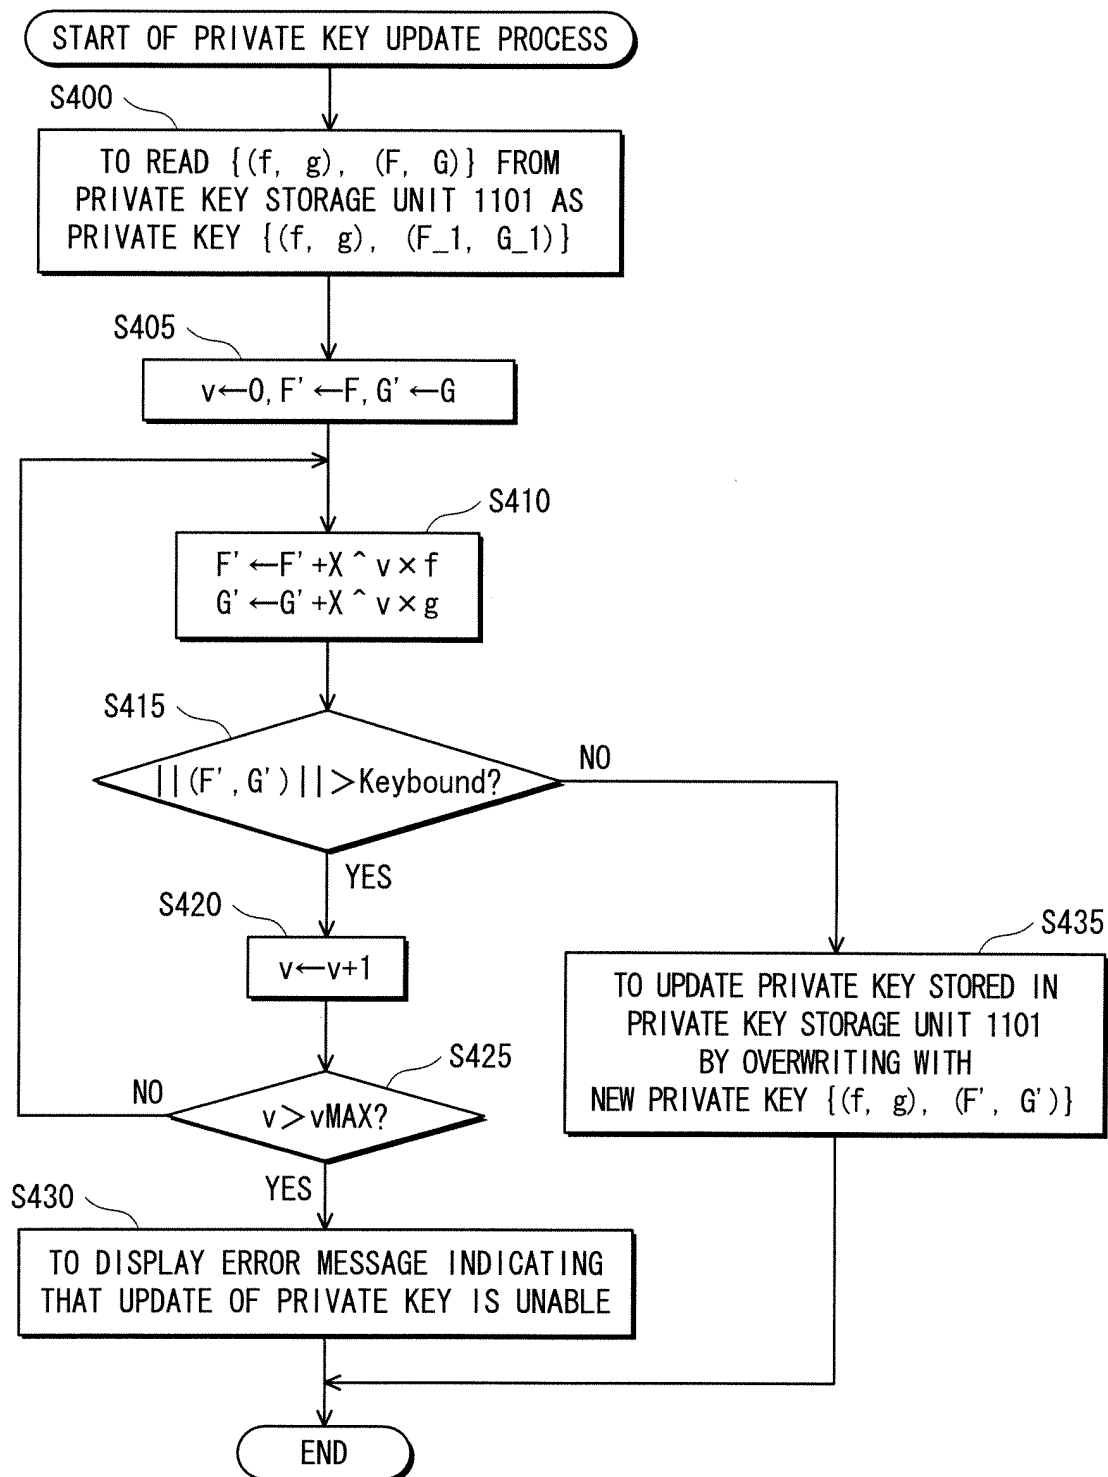 START OF PRIVATE KEY UPDATE PROCESS
S400
TO READ {(f, g), (F, G)} FROM
PRIVATE KEY STORAGE UNIT 1101 AS
PRIVATE KEY {(f, g), (F_1, G_1)}
S405
v←0, F' ←F, G' ←G
S410
F' ←F' +X ^ v × f
G' ←G' +X ^ v × g
S415
||(F', G')||>Keybound?
NO
YES
S420
v←v+1
S435
TO UPDATE PRIVATE KEY STORED IN
PRIVATE KEY STORAGE UNIT 1101
BY OVERWRITING WITH
NEW PRIVATE KEY {(f, g), (F', G')}
S425
NO
v>vMAX?
YES
S430
TO DISPLAY ERROR MESSAGE INDICATING
THAT UPDATE OF PRIVATE KEY IS UNABLE
END